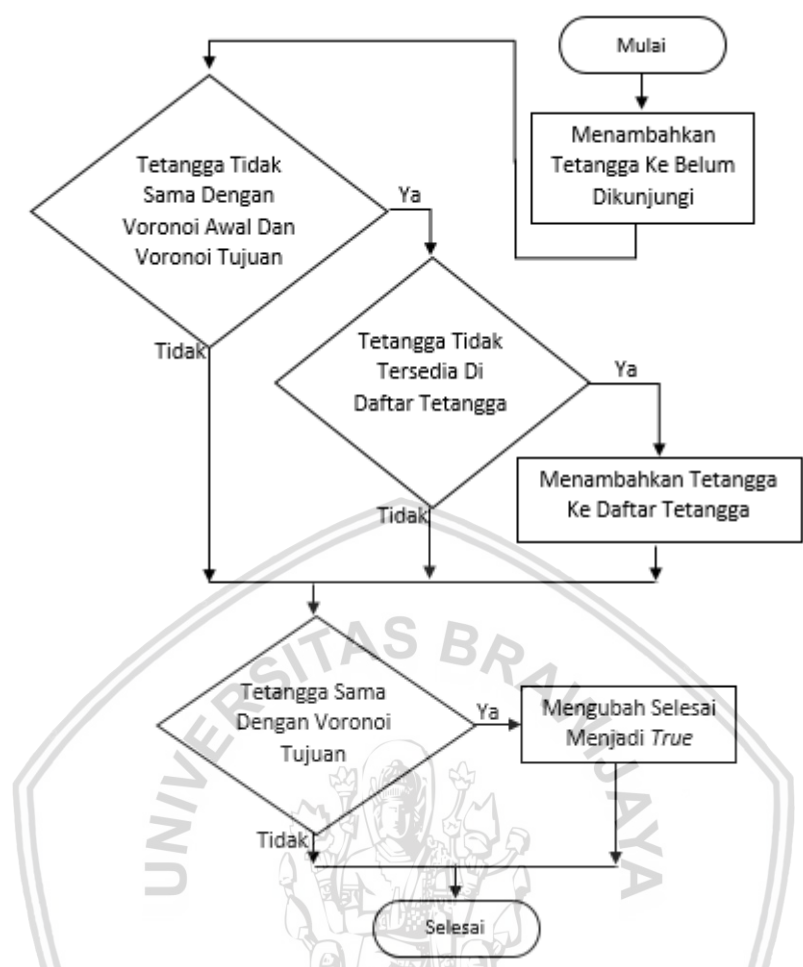 Mulai
Menambahkan
Tetangga Ke Belum
Dikunjungi
Tetangga Tidak
Sama Dengan
Voronoi Awal Dan
Voronoi Tujuan
Ya
Tidak
Tetangga Tidak
Tersedia Di
Daftar Tetangga
Ya
Tidak
Menambahkan Tetangga
Ke Daftar Tetangga
Tetangga Sama
Dengan Voronoi
Tujuan
Ya
Mengubah Selesai
Menjadi True
Tidak
Selesai
UNIVERSITAS BRAWIJAYA